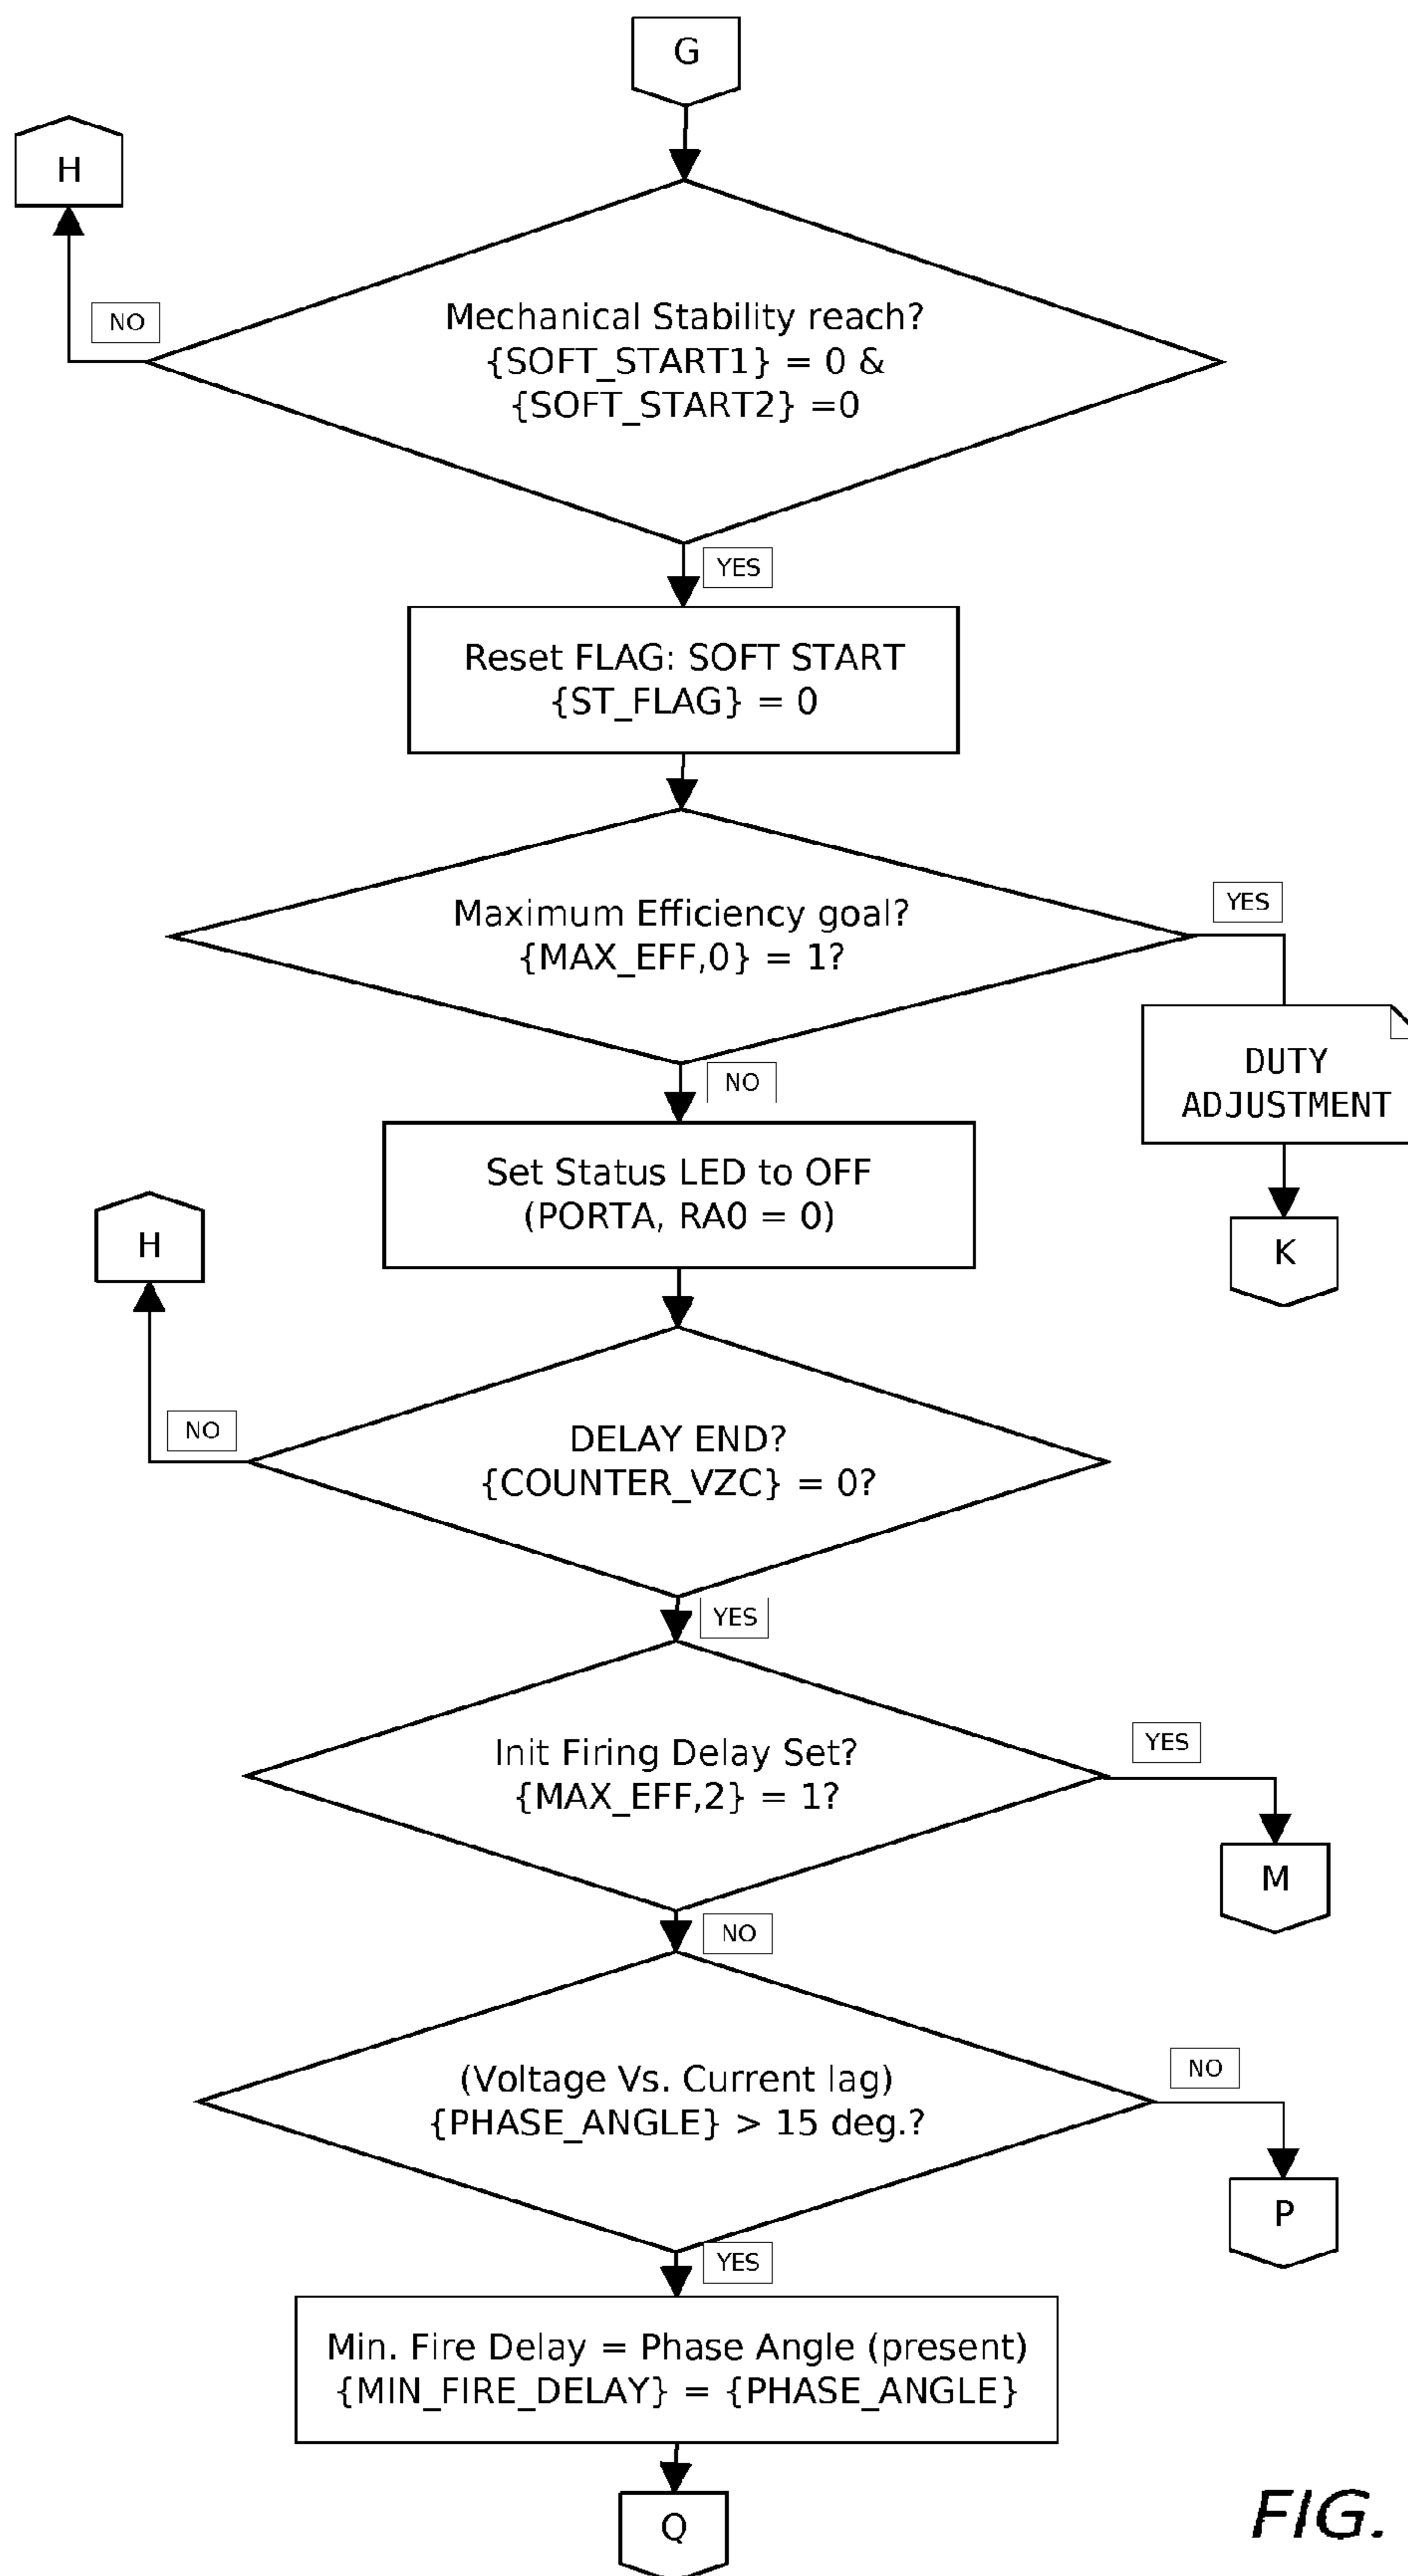 G
H
NO
Mechanical Stability reach?
{SOFT_START1} = 0 &
{SOFT_START2} =0
YES
Reset FLAG: SOFT START
{ST_FLAG} = 0
Maximum Efficiency goal?
{MAX_EFF,0} = 1?
YES
DUTY
ADJUSTMENT
K
NO
Set Status LED to OFF
(PORTA, RA0 = 0)
H
NO
DELAY END?
{COUNTER_VZC} = 0?
YES
Init Firing Delay Set?
{MAX_EFF,2} = 1?
YES
M
NO
(Voltage Vs. Current lag)
{PHASE_ANGLE} > 15 deg.?
NO
P
YES
Min. Fire Delay = Phase Angle (present)
{MIN_FIRE_DELAY} = {PHASE_ANGLE}
Q
FIG.